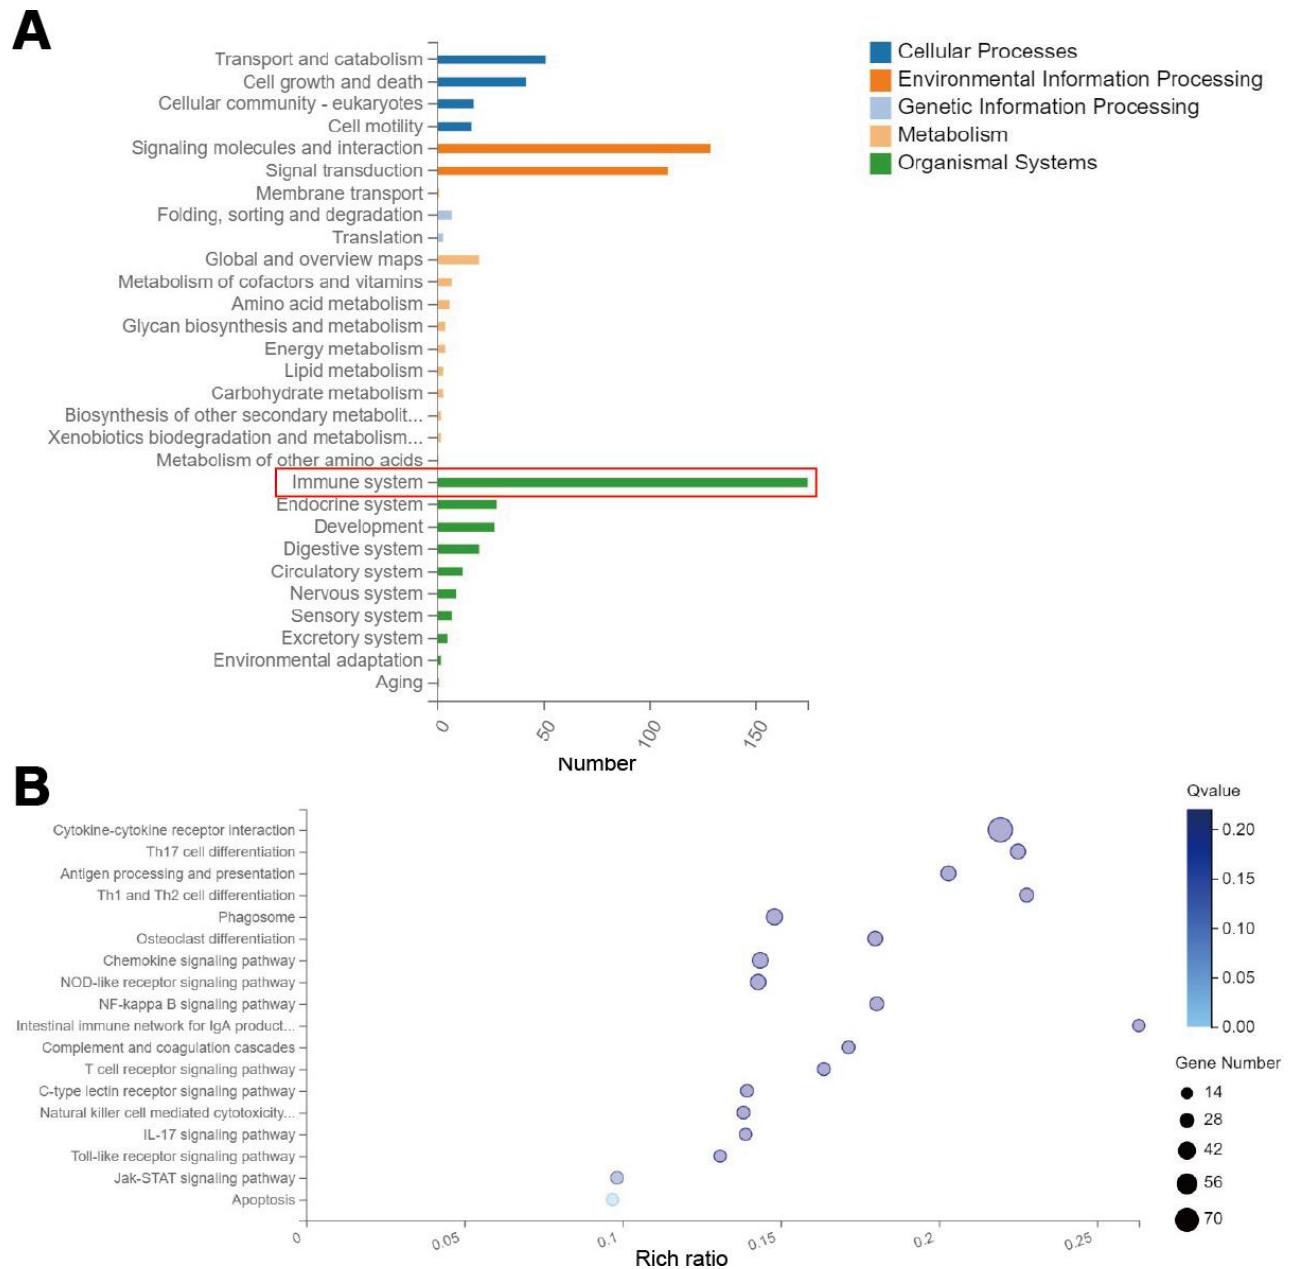 A
Transport and catabolism
Cell growth and death
Cellular community - eukaryotes
Cell motility
Signaling molecules and interaction
Signal transduction
Membrane transport
Folding, sorting and degradation
Translation
Global and overview maps
Metabolism of cofactors and vitamins
Amino acid metabolism
Glycan biosynthesis and metabolism
Energy metabolism
Lipid metabolism
Carbohydrate metabolism
Biosynthesis of other secondary metabolit...
Xenobiotics biodegradation and metabolism...
Metabolism of other amino acids
Immune system
Endocrine system
Development
Digestive system
Circulatory system
Nervous system
Sensory system
Excretory system
Environmental adaptation
Aging
0 50 100 150
Number
Cellular Processes
Environmental Information Processing
Genetic Information Processing
Metabolism
Organismal Systems
B
Cytokine-cytokine receptor interaction
Th17 cell differentiation
Antigen processing and presentation
Th1 and Th2 cell differentiation
Phagosome
Osteoclast differentiation
Chemokine signaling pathway
NOD-like receptor signaling pathway
NF-kappa B signaling pathway
Intestinal immune network for IgA product...
Complement and coagulation cascades
T cell receptor signaling pathway
C-type lectin receptor signaling pathway
Natural killer cell mediated cytotoxicity...
IL-17 signaling pathway
Toll-like receptor signaling pathway
Jak-STAT signaling pathway
Apoptosis
0 0.05 0.1 0.15 0.2 0.25
Rich ratio
Qvalue
0.20
0.15
0.10
0.05
0.00
Gene Number
14
28
42
56
70